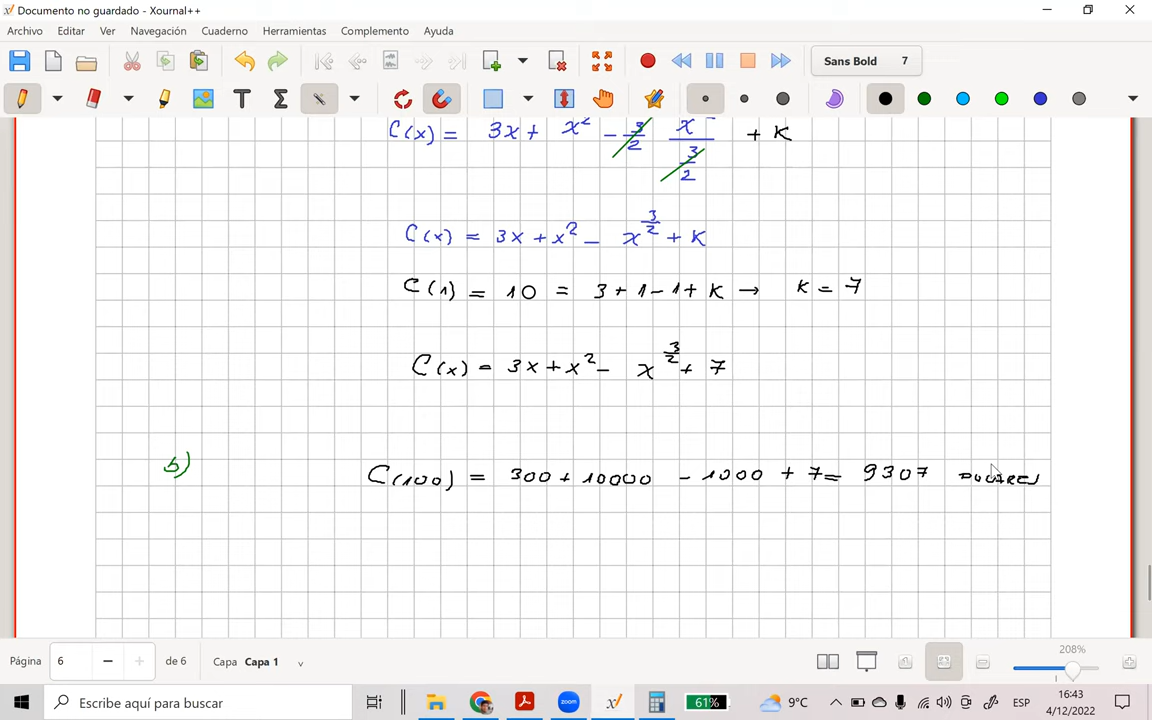 Documento no guardado - Xournal++
Archivo Editar Ver Navegación Cuaderno Herramientas Complemento Ayuda
Sans Bold 7
C(x) = 3x + x² - 3/2 x / 3/2 + K
C(x) = 3x + x² - x^(3/2) + K
C(1) = 10 = 3 + 1 - 1 + K → K = 7
C(x) = 3x + x² - x^(3/2) + 7
b) C(100) = 300 + 10000 - 1000 + 7 = 9307
Página 6 de 6 Capa Capa 1 208%
Escribe aquí para buscar 61% 9°C ESP 16:43
4/12/2022